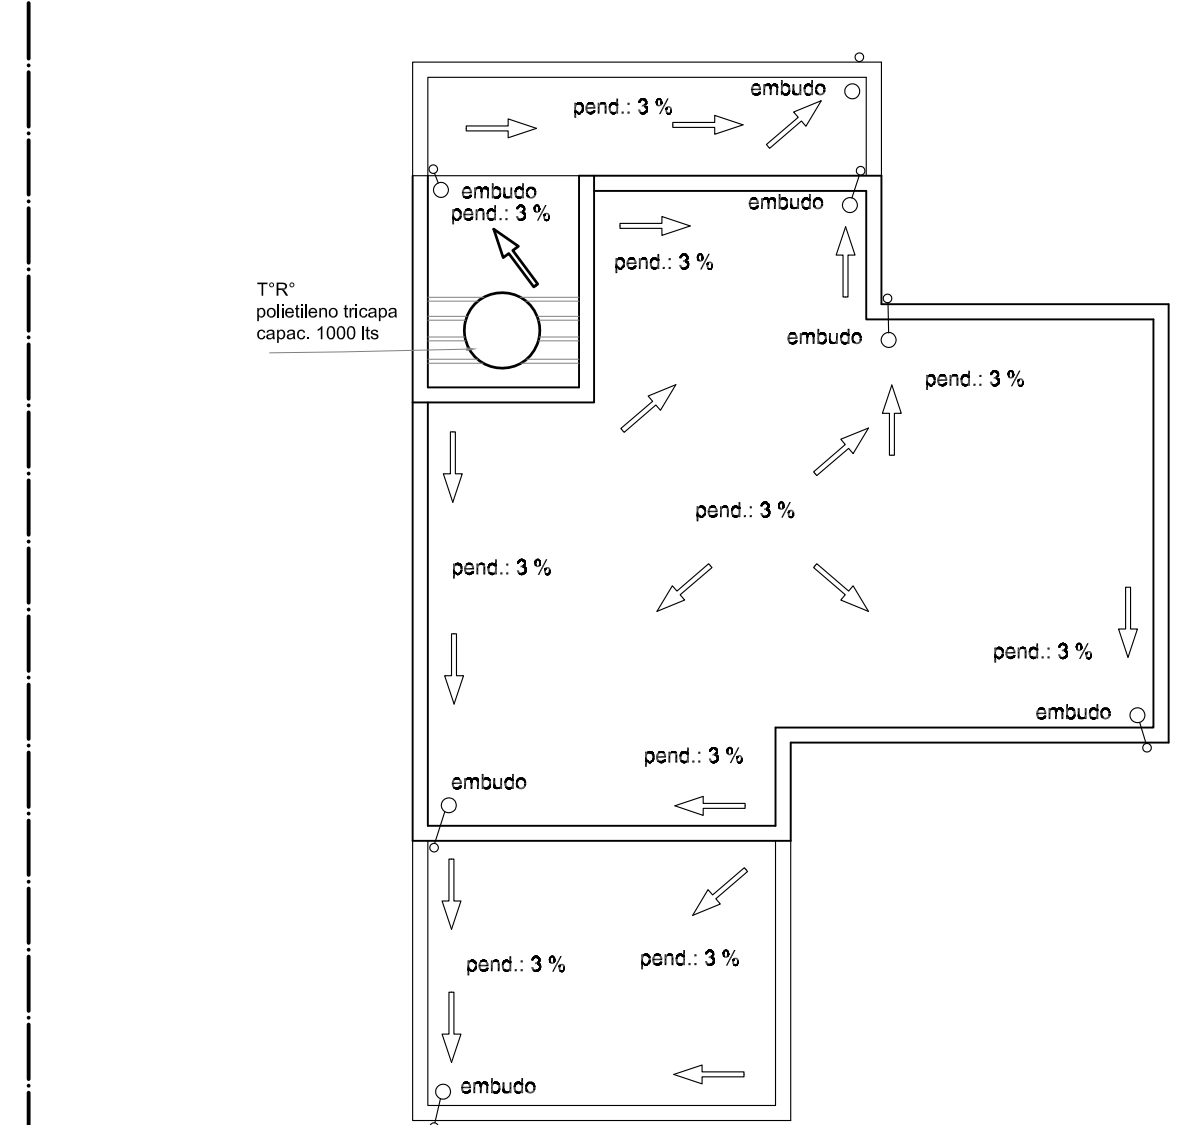 embudo
pend.: 3 %
embudo
pend.: 3 %
embudo
pend.: 3 %
T°R°
polietileno tricapa
capac. 1000 lts
embudo
pend.: 3 %
pend.: 3 %
pend.: 3 %
pend.: 3 %
embudo
pend.: 3 %
embudo
pend.: 3 %
pend.: 3 %
embudo